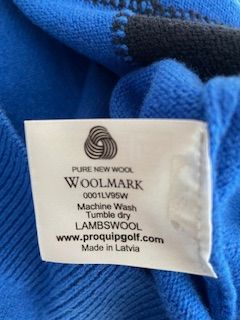 PURE NEW WOOL
WOOLMARK
0001LV95W
Machine Wash
Tumble dry
LAMBSWOOL
www.proquipgolf.com
Made in Latvia